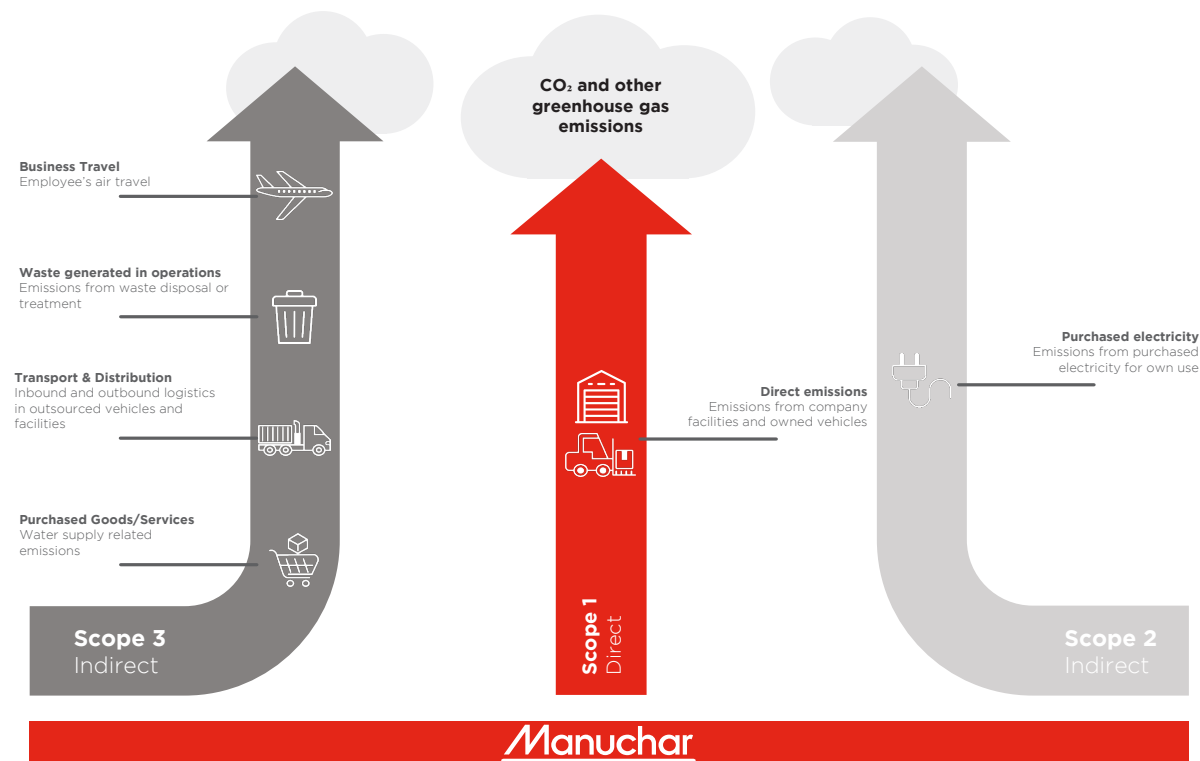 CO₂ and other
greenhouse gas
emissions
Business Travel
Employee's air travel
Waste generated in operations
Emissions from waste disposal or
treatment
Transport & Distribution
Inbound and outbound logistics
in outsourced vehicles and
facilities
Purchased Goods/Services
Water supply related
emissions
Scope 3
Indirect
Direct emissions
Emissions from company
facilities and owned vehicles
Scope 1
Direct
Purchased electricity
Emissions from purchased
electricity for own use
Scope 2
Indirect
Manuchar